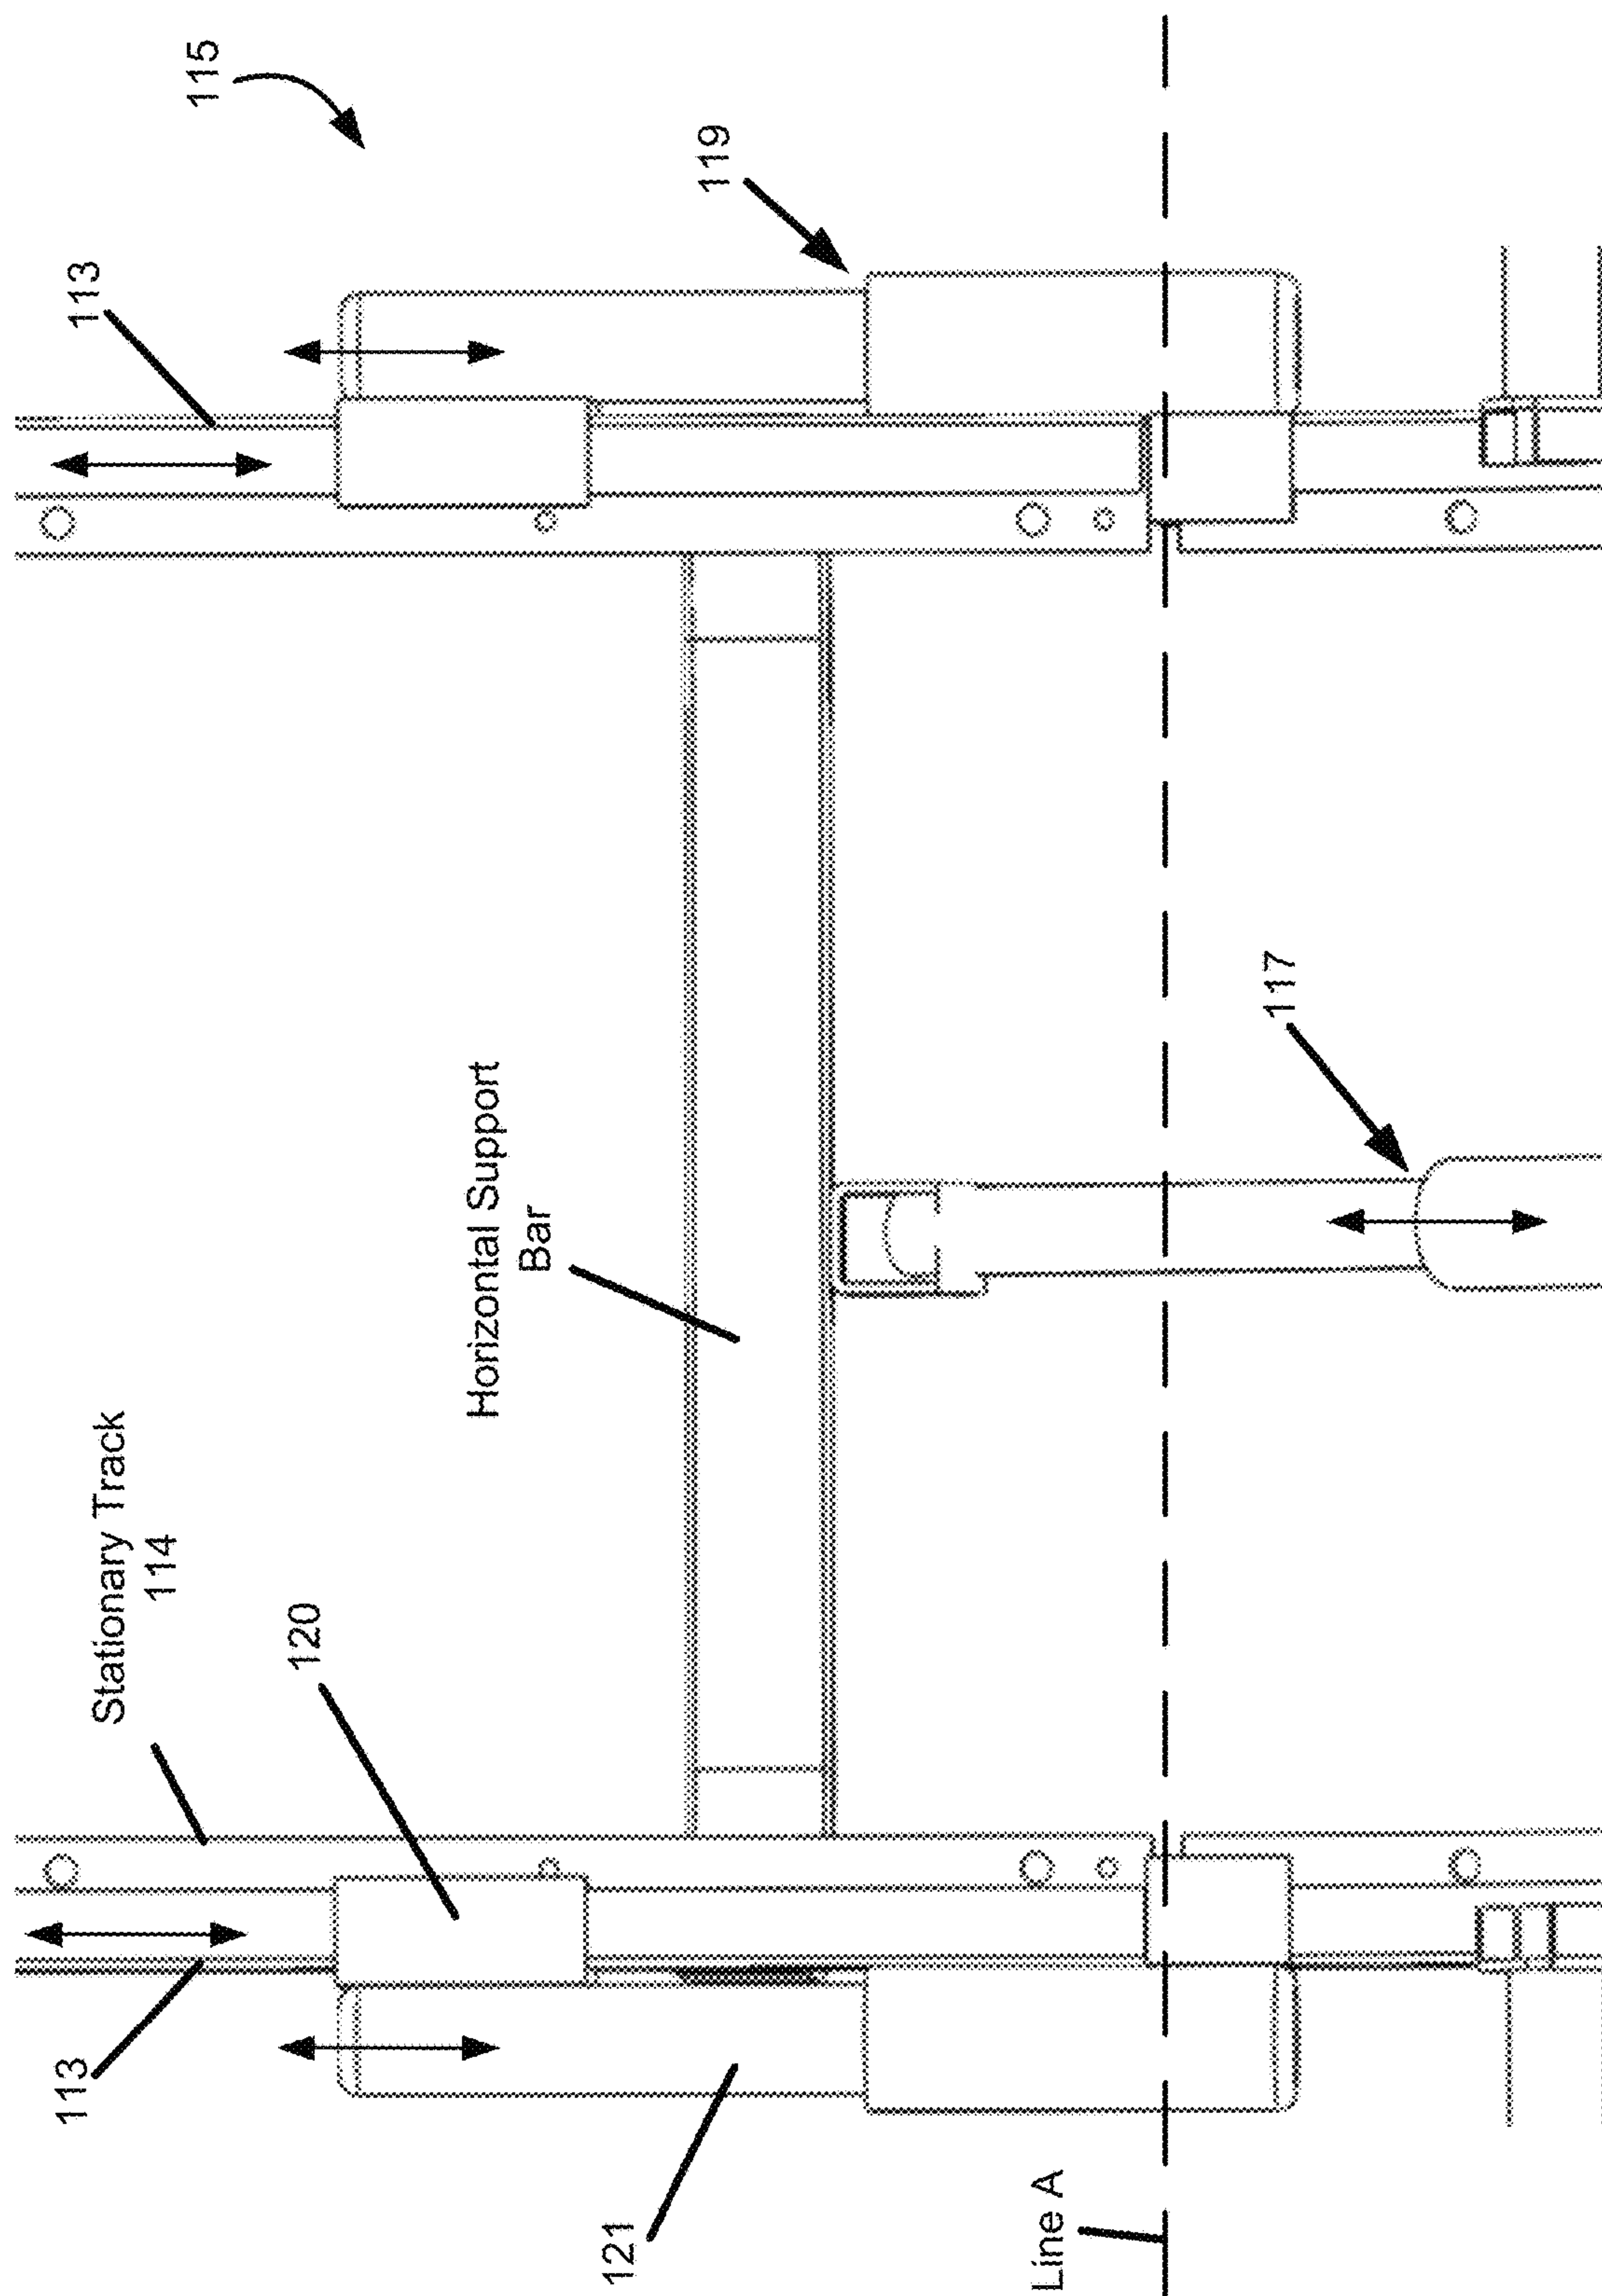 115
119
113
117
Horizontal Support
Bar
Stationary Track
114
120
113
121
Line A